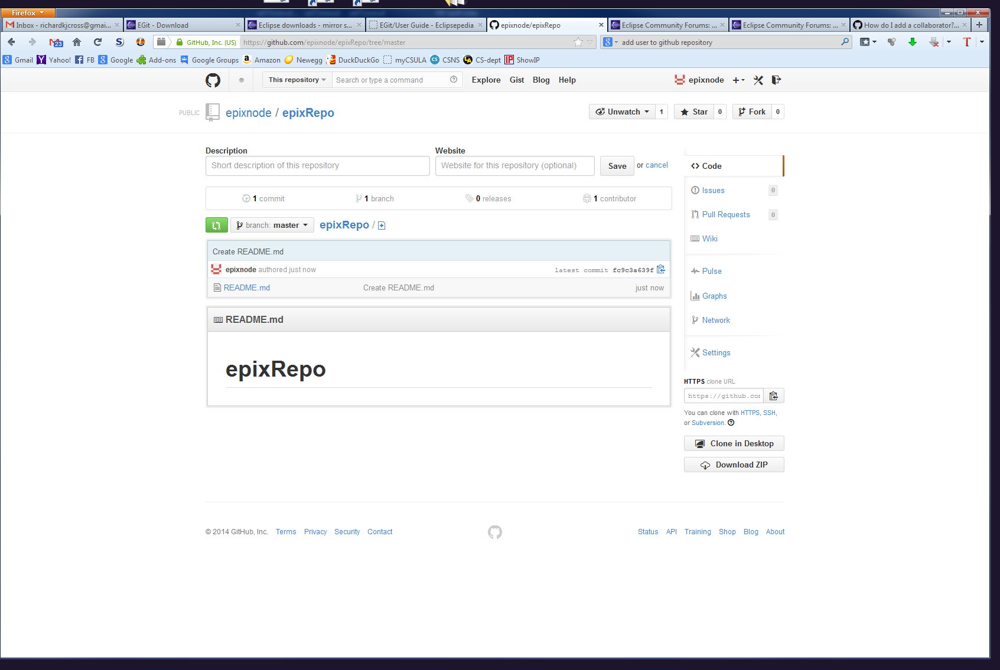 Firefox
Inbox - richardkjcross@gmai...
EGit - Download
Eclipse downloads - mirror s...
EGit/User Guide - Eclipsepedia
epixnode/epixRepo
Eclipse Community Forums: ...
Eclipse Community Forums: ...
How do I add a collaborator?...
23
S
GitHub, Inc. (US)
https://github.com/epixnode/epixRepo/tree/master
8
add user to github repository
T
Gmail
Yahoo!
FB
Google
Add-ons
Google Groups
Amazon
Newegg
DuckDuckGo
myCSULA
CSNS
CS-dept
ShowIP
This repository
Search or type a command
Explore
Gist
Blog
Help
epixnode
PUBLIC
epixnode / epixRepo
Unwatch
1
Star
0
Fork
0
Description
Short description of this repository
Website
Website for this repository (optional)
Save
or cancel
1 commit
1 branch
0 releases
1 contributor
branch: master
epixRepo /
Create README.md
epixnode authored just now
latest commit fc9c3a639f
README.md
Create README.md
just now
README.md
epixRepo
Code
Issues
0
Pull Requests
0
Wiki
Pulse
Graphs
Network
Settings
HTTPS clone URL
https://github.com
You can clone with HTTPS, SSH,
or Subversion.
Clone in Desktop
Download ZIP
© 2014 GitHub, Inc.
Terms
Privacy
Security
Contact
Status
API
Training
Shop
Blog
About